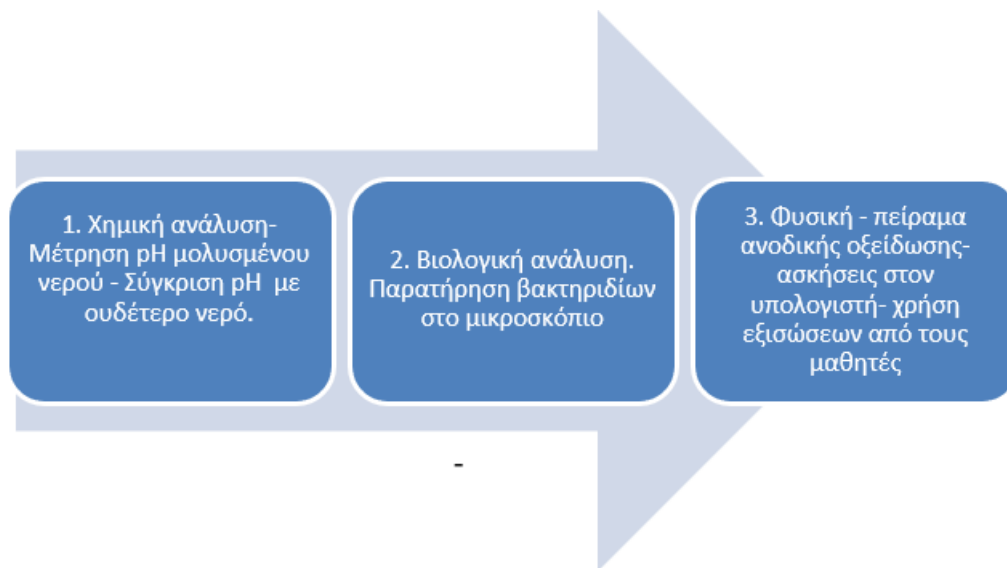 1. Χημική ανάλυση-
Μέτρηση pH μολυσμένου
νερού - Σύγκριση pH  με
ουδέτερο νερό.
2. Βιολογική ανάλυση.
Παρατήρηση βακτηριδίων
στο μικροσκόπιο
3. Φυσική - πείραμα
ανοδικής οξείδωσης-
ασκήσεις στον
υπολογιστή- χρήση
εξισώσεων από τους
μαθητές
-